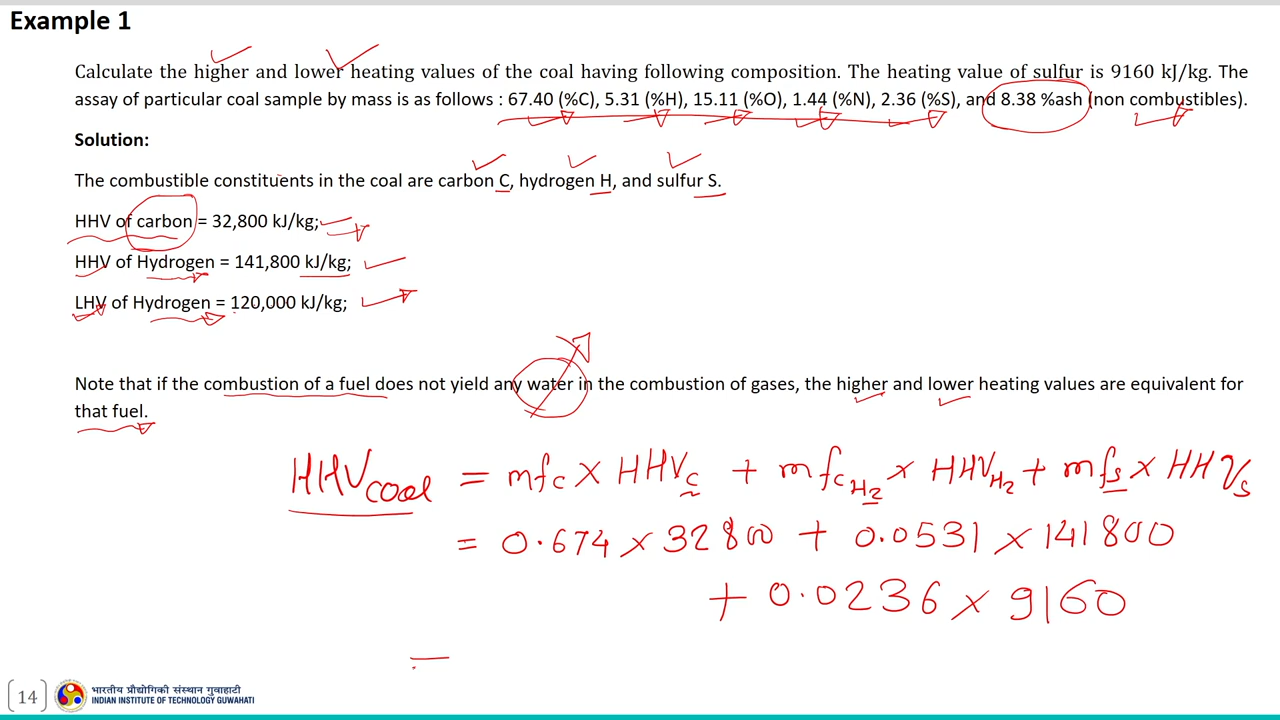 Example 1
Calculate the higher and lower heating values of the coal having following composition. The heating value of sulfur is 9160 kJ/kg. The
assay of particular coal sample by mass is as follows : 67.40 (%C), 5.31 (%H), 15.11 (%O), 1.44 (%N), 2.36 (%S), and 8.38 %ash (non combustibles).
Solution:
The combustible constituents in the coal are carbon C, hydrogen H, and sulfur S.
HHV of carbon = 32,800 kJ/kg;
HHV of Hydrogen = 141,800 kJ/kg;
LHV of Hydrogen = 120,000 kJ/kg;
Note that if the combustion of a fuel does not yield any water in the combustion of gases, the higher and lower heating values are equivalent for
that fuel.
HHV coal = mfc × HHVc + mfc H2 × HHV H2 + mfs × HHVs
= 0.674 × 32800 + 0.0531 × 141800
+ 0.0236 × 9160
=
14
भारतीय प्रौद्योगिकी संस्थान गुवाहाटी
INDIAN INSTITUTE OF TECHNOLOGY GUWAHATI